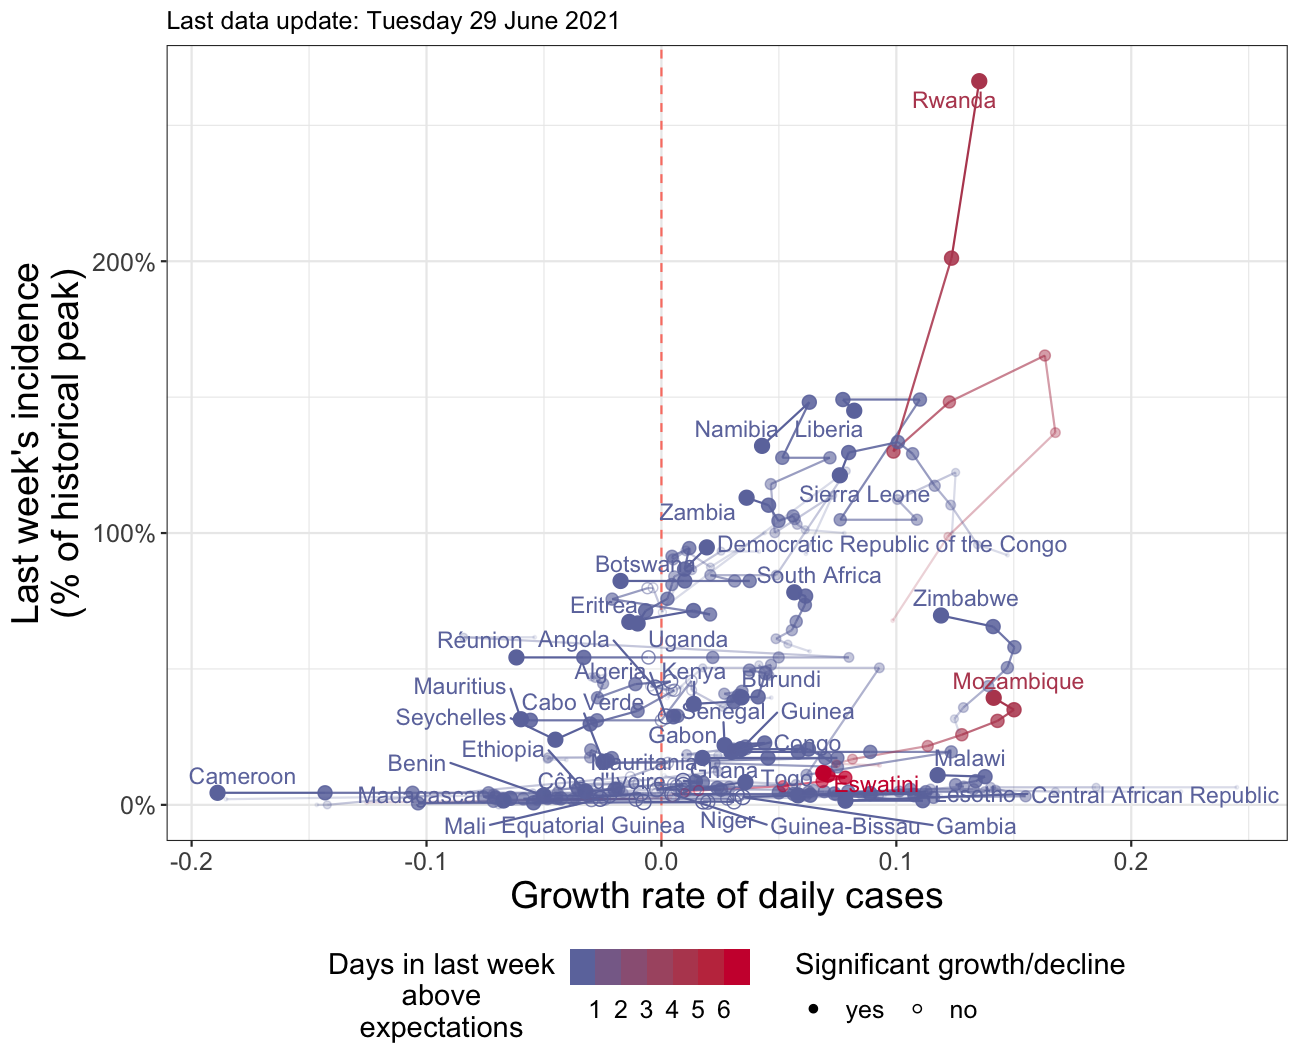 Last data update: Tuesday 29 June 2021
Last week's incidence
(% of historical peak)
200%
100%
0%
Rwanda
Namibia
Liberia
Sierra Leone
Zambia
Democratic Republic of the Congo
Botswana
South Africa
Eritrea
Zimbabwe
Réunion
Angola
Uganda
Algeria
Kenya
Burundi
Mozambique
Mauritius
Cabo Verde
Seychelles
Senegal
Guinea
Gabon
Congo
Ethiopia
Mauritania
Malawi
Benin
Ghana
Cameroon
Côte d'Ivoire
Togo
Eswatini
Madagascar
Lesotho
Central African Republic
Mali
Equatorial Guinea
Niger
Guinea-Bissau
Gambia
-0.2
-0.1
0.0
0.1
0.2
Growth rate of daily cases
Days in last week
above
expectations
1 2 3 4 5 6
Significant growth/decline
yes
no